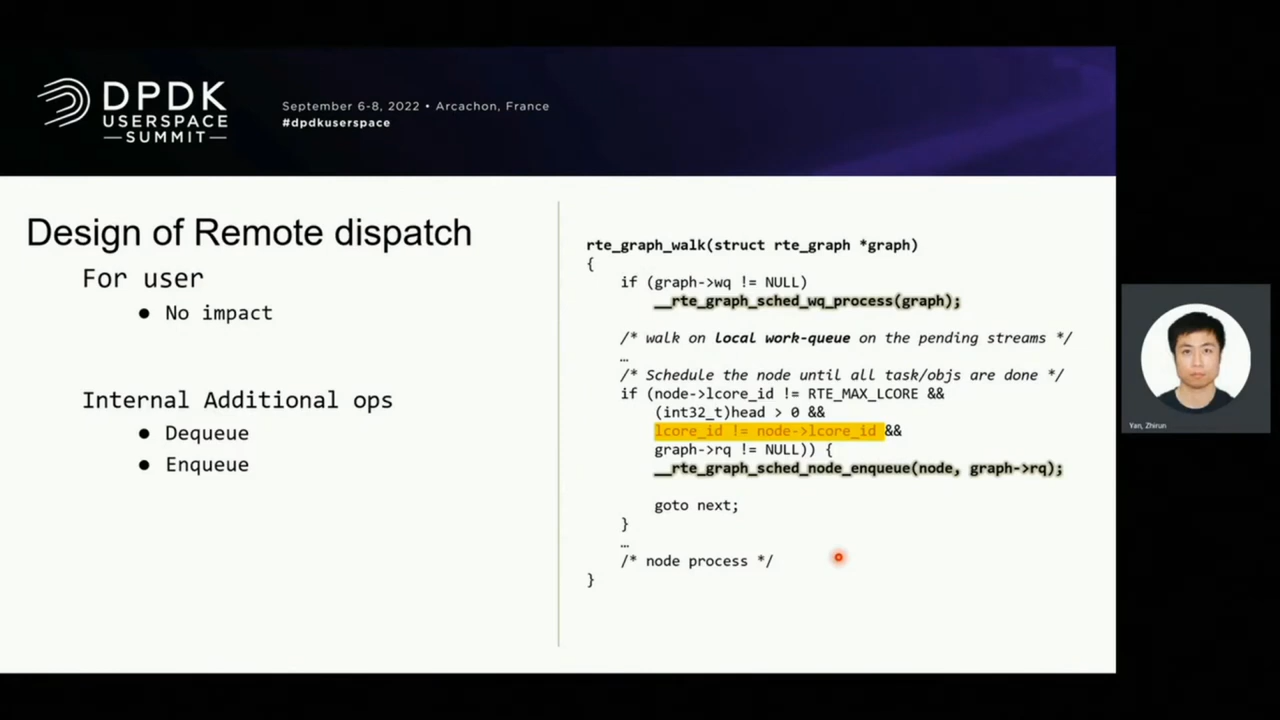 DPDK
USERSPACE
SUMMIT
September 6-8, 2022 • Arcachon, France
#dpdkuserspace
Design of Remote dispatch
For user
● No impact
Internal Additional ops
● Dequeue
● Enqueue
rte_graph_walk(struct rte_graph *graph)
{
if (graph->wq != NULL)
__rte_graph_sched_wq_process(graph);
/* walk on local work-queue on the pending streams */
…
/* Schedule the node until all task/objs are done */
if (node->lcore_id != RTE_MAX_LCORE &&
(int32_t)head > 0 &&
lcore_id != node->lcore_id &&
graph->rq != NULL)) {
__rte_graph_sched_node_enqueue(node, graph->rq);
goto next;
}
…
/* node process */
}
Yan, Zhirun